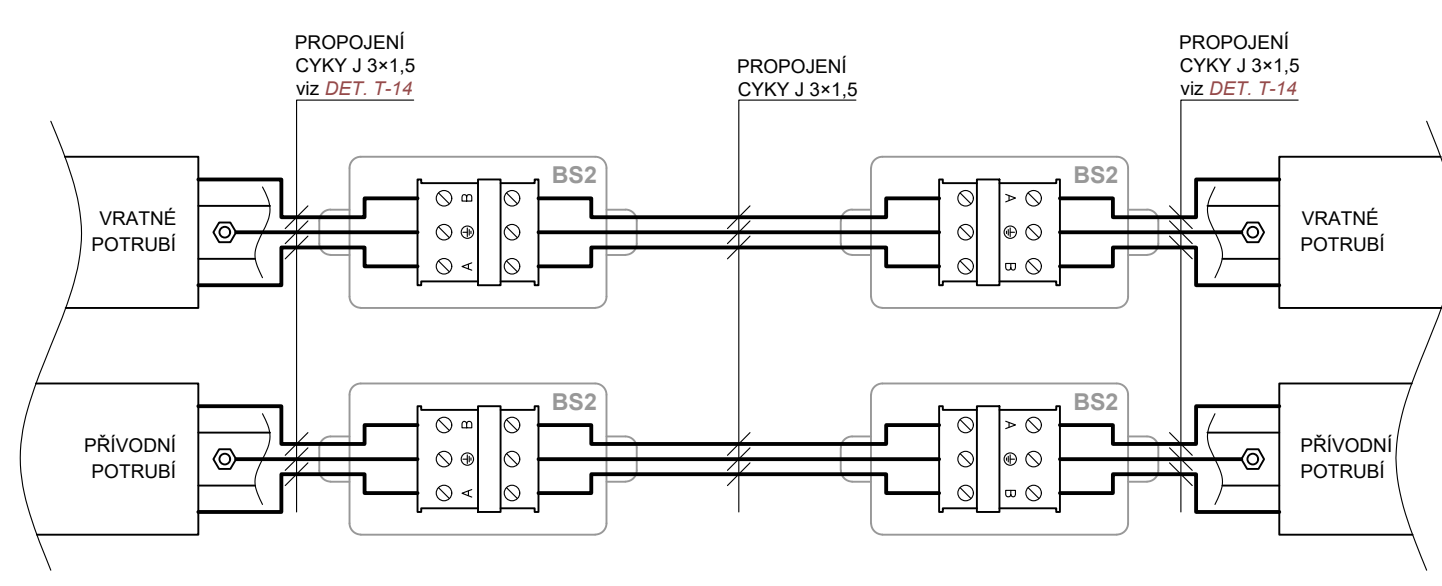 PROPOJENÍ
CYKY J 3×1,5
viz DET. T-14
PROPOJENÍ
CYKY J 3×1,5
PROPOJENÍ
CYKY J 3×1,5
viz DET. T-14
VRATNÉ
POTRUBÍ
BS2
B
A
BS2
A
B
VRATNÉ
POTRUBÍ
PŘÍVODNÍ
POTRUBÍ
BS2
B
A
BS2
A
B
PŘÍVODNÍ
POTRUBÍ